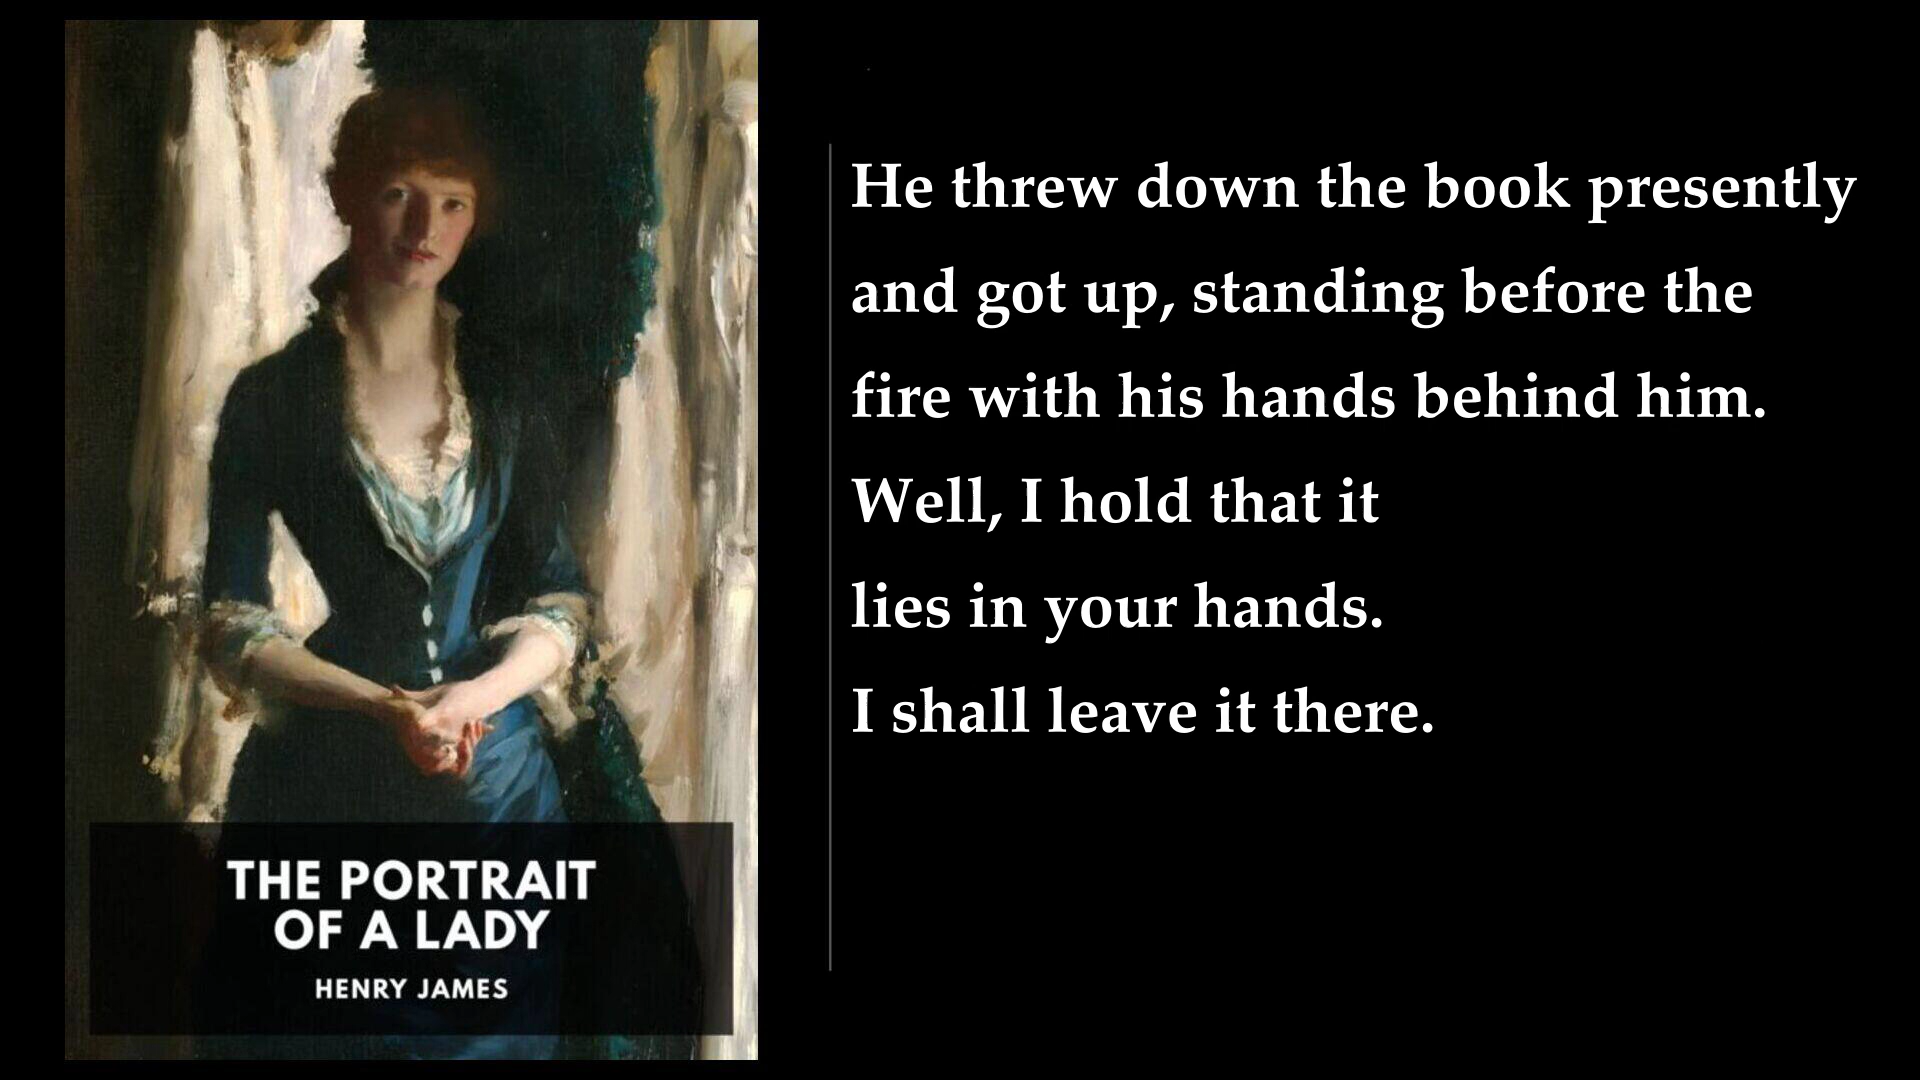 He threw down the book presently
and got up, standing before the
fire with his hands behind him.
Well, I hold that it
lies in your hands.
I shall leave it there.
THE PORTRAIT
OF A LADY
HENRY JAMES